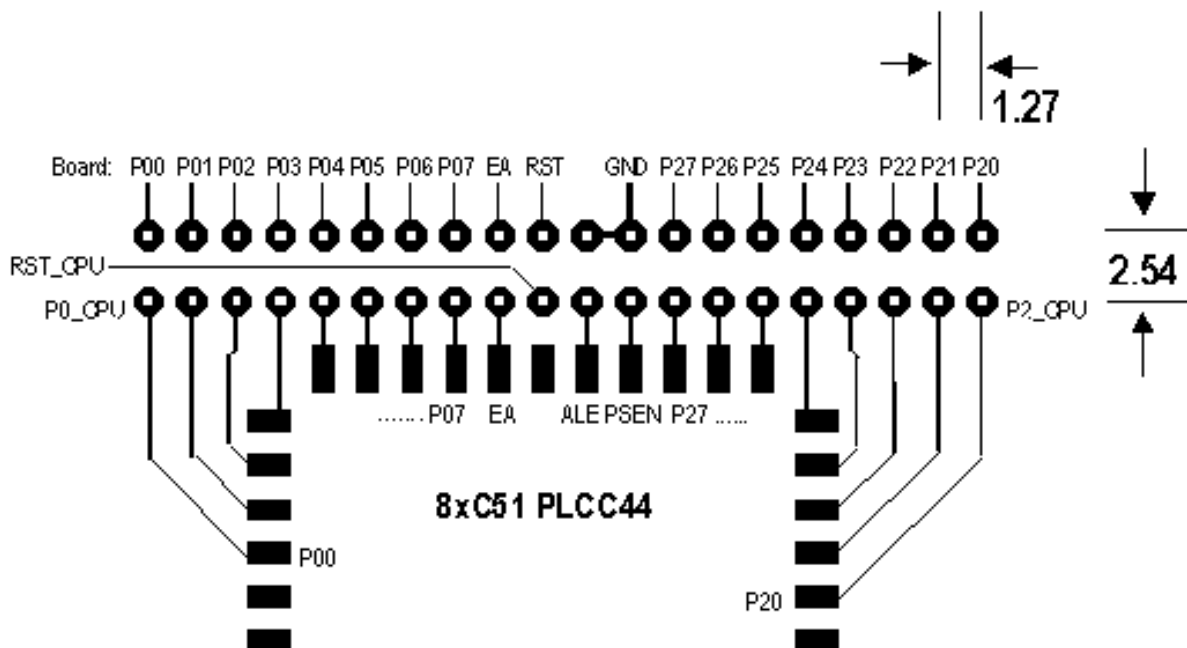 1.27
Board: P00 P01 P02 P03 P04 P05 P06 P07 EA RST GND P27 P26 P25 P24 P23 P22 P21 P20
RST_CPU
2.54
P0_CPU P2_CPU
....... P07 EA ALE PSEN P27 ......
8xC51 PLCC44
P00
P20